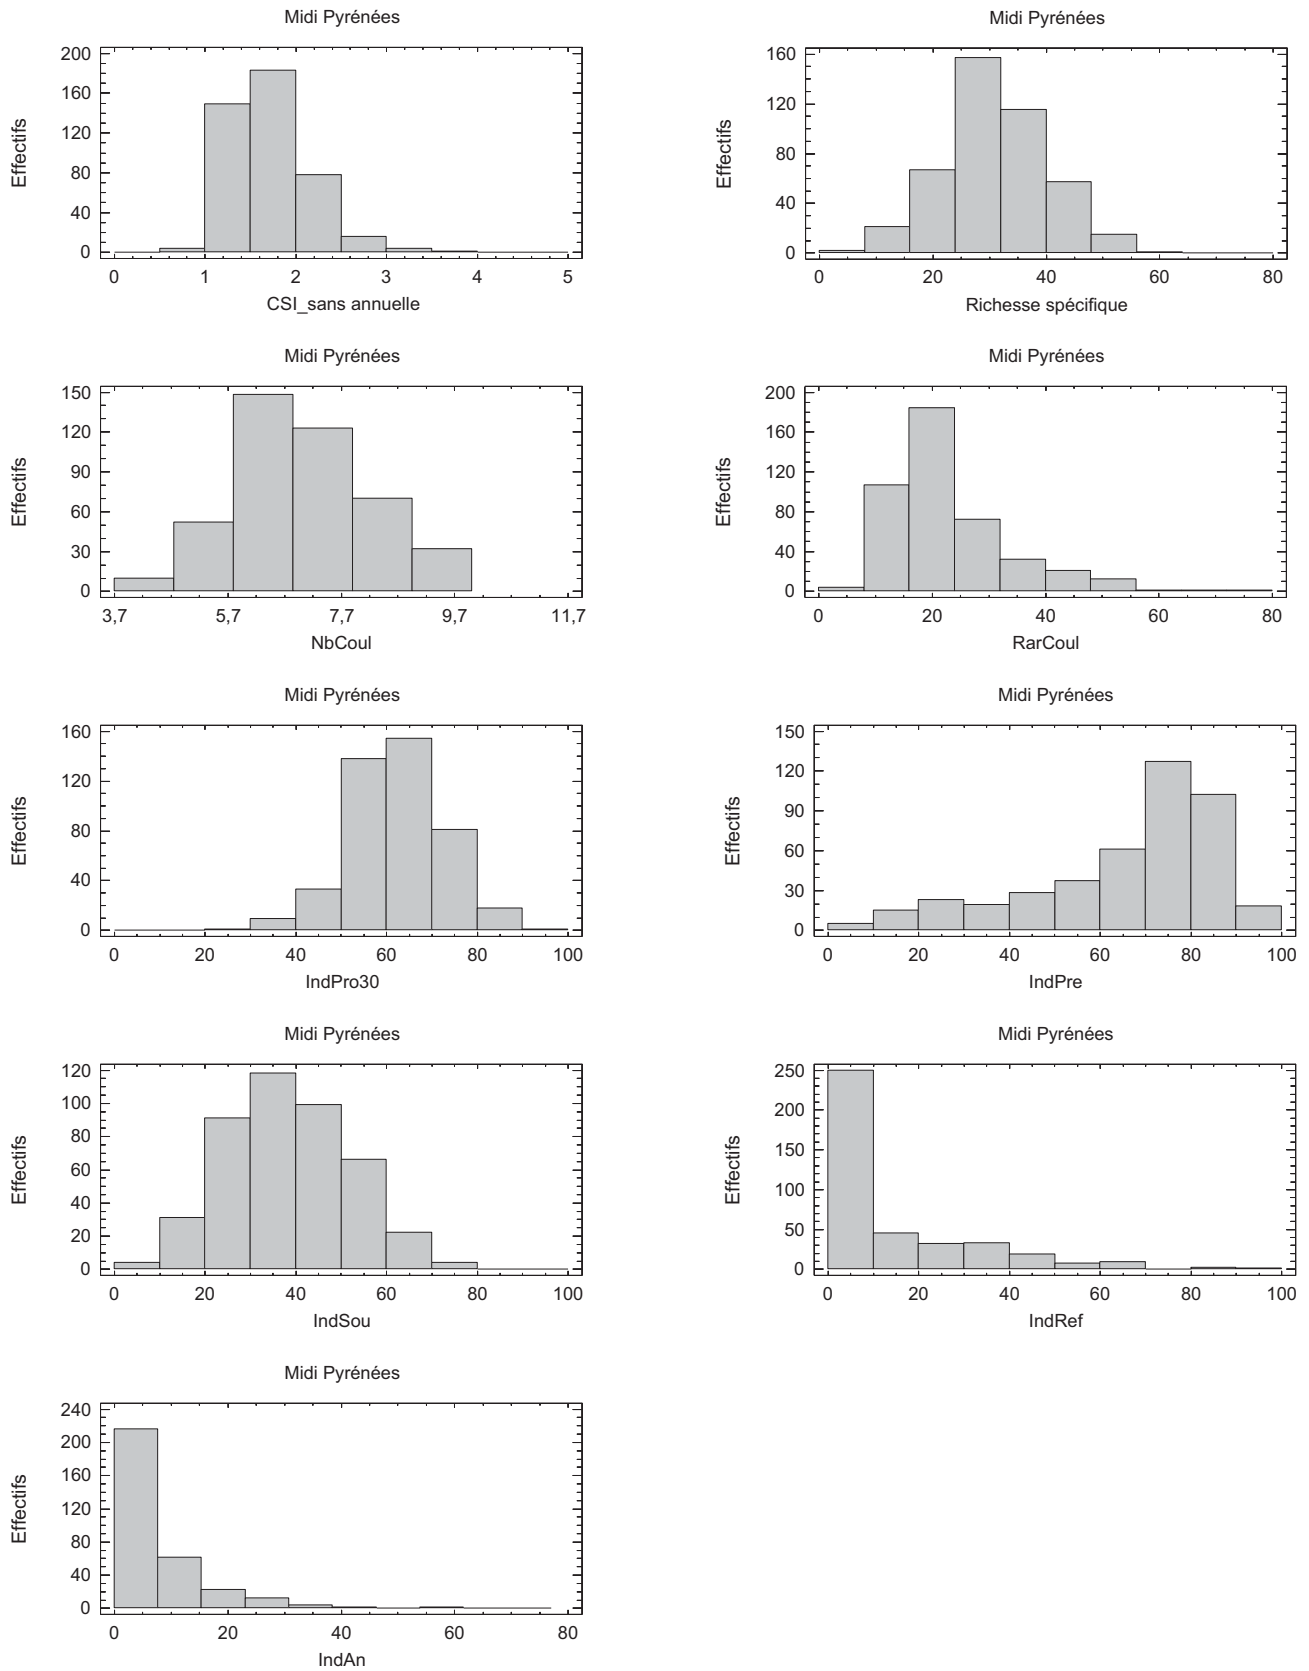 Midi Pyrénées
Effectifs
200
160
120
80
40
0
0 1 2 3 4 5
CSI_sans annuelle
Midi Pyrénées
Effectifs
160
120
80
40
0
0 20 40 60 80
Richesse spécifique
Midi Pyrénées
Effectifs
150
120
90
60
30
0
3,7 5,7 7,7 9,7 11,7
NbCoul
Midi Pyrénées
Effectifs
200
160
120
80
40
0
0 20 40 60 80
RarCoul
Midi Pyrénées
Effectifs
160
120
80
40
0
0 20 40 60 80 100
IndPro30
Midi Pyrénées
Effectifs
150
120
90
60
30
0
0 20 40 60 80 100
IndPre
Midi Pyrénées
Effectifs
120
100
80
60
40
20
0
0 20 40 60 80 100
IndSou
Midi Pyrénées
Effectifs
250
200
150
100
50
0
0 20 40 60 80 100
IndRef
Midi Pyrénées
Effectifs
240
200
160
120
80
40
0
0 20 40 60 80
IndAn